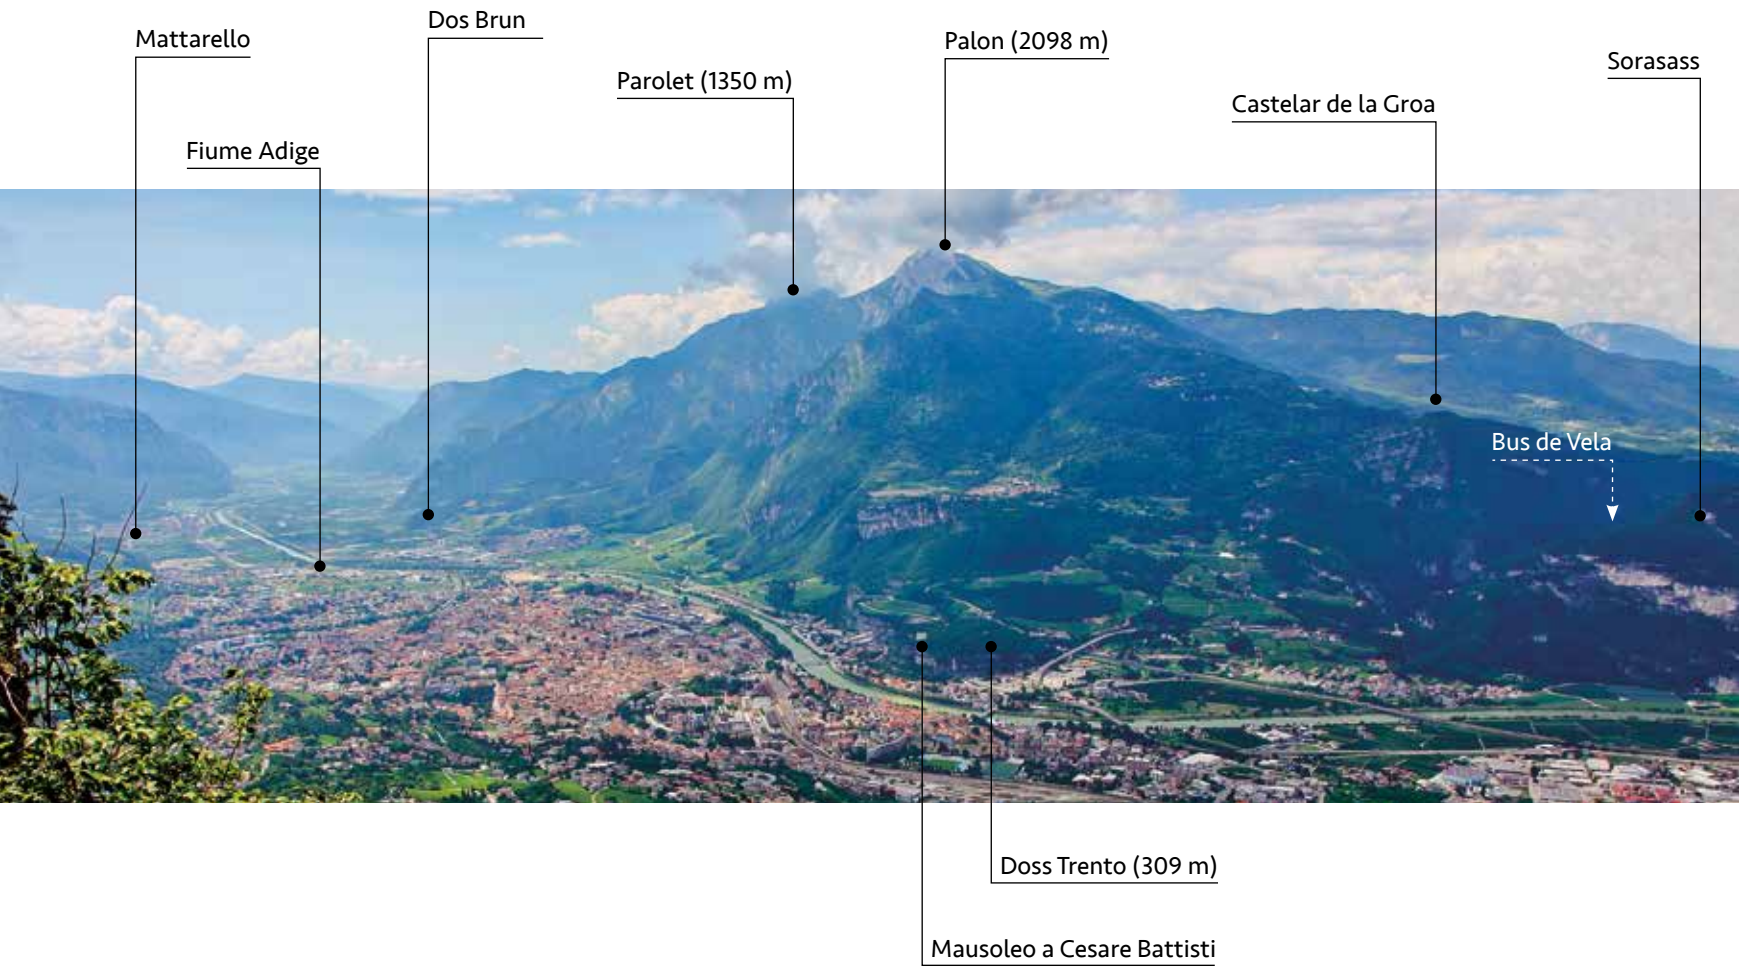 Dos Brun
Mattarello
Palon (2098 m)
Sorasass
Parolet (1350 m)
Castelar de la Groa
Fiume Adige
Bus de Vela
Doss Trento (309 m)
Mausoleo a Cesare Battisti